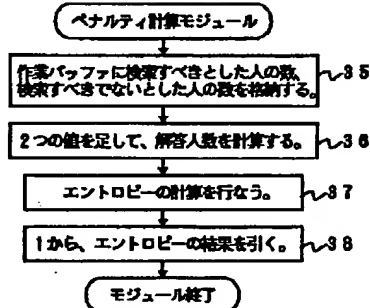 ペナルティ計算モジュール
作業バッファに検索すべきとした人の数、
検索すべきでないとした人の数を格納する。
35
2つの値を足して、解答人数を計算する。
36
エントロピーの計算を行なう。
37
1から、エントロピーの結果を引く。
38
モジュール終了